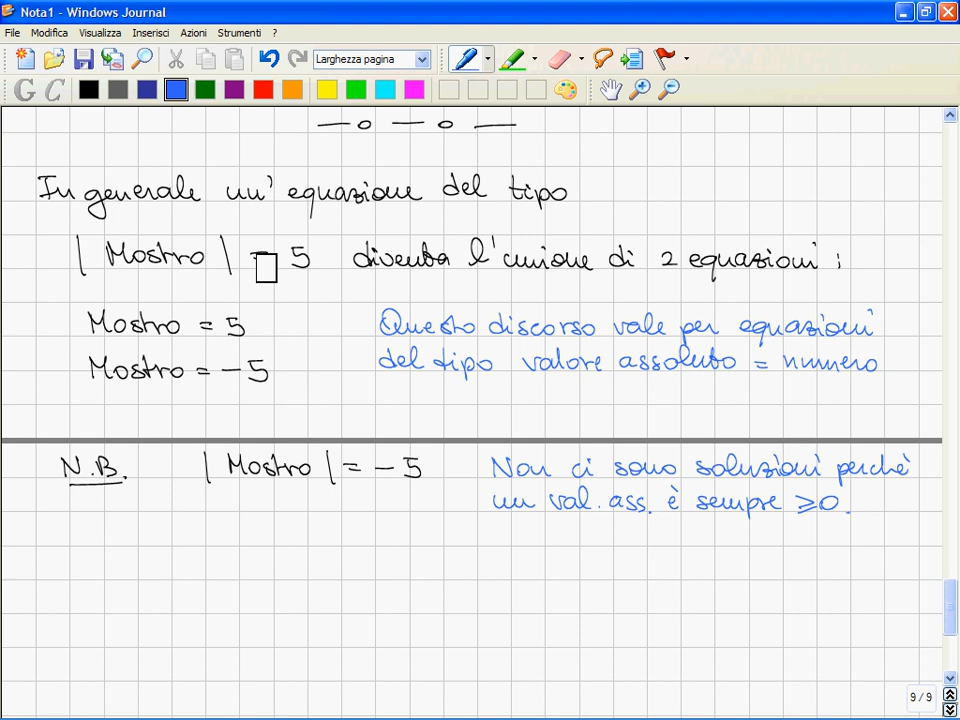 Nota1 - Windows Journal
File Modifica Visualizza Inserisci Azioni Strumenti ?
Larghezza pagina
G C
In generale un' equazione del tipo
| Mostro | = 5 diventa l'unione di 2 equazioni :
Mostro = 5
Mostro = - 5
Questo discorso vale per equazioni
del tipo valore assoluto = numero
N.B. | Mostro | = - 5
Non ci sono soluzioni perchè
un val. ass. è sempre ≥0.
9 / 9